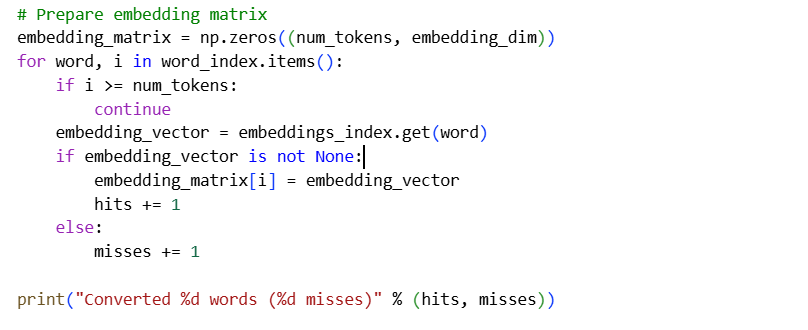 # Prepare embedding matrix
embedding_matrix = np.zeros((num_tokens, embedding_dim))
for word, i in word_index.items():
    if i >= num_tokens:
        continue
    embedding_vector = embeddings_index.get(word)
    if embedding_vector is not None:
        embedding_matrix[i] = embedding_vector
        hits += 1
    else:
        misses += 1

print("Converted %d words (%d misses)" % (hits, misses))